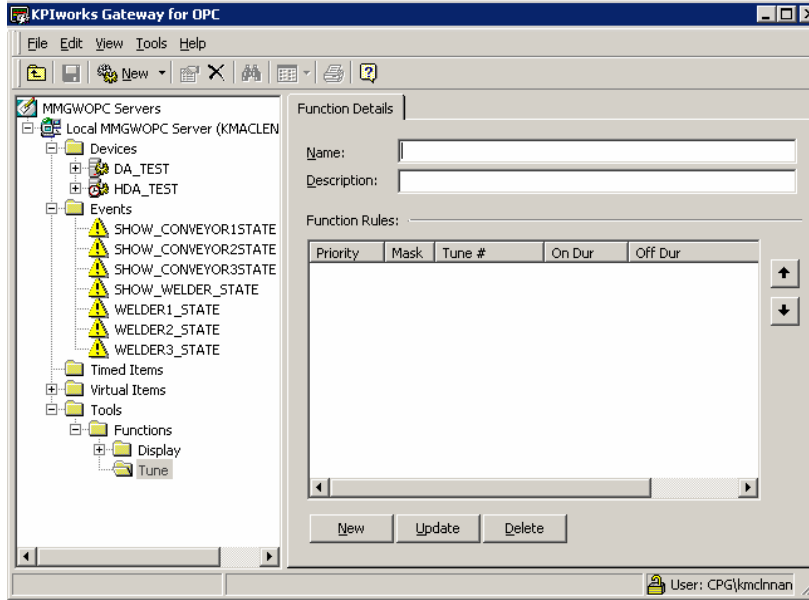 KPIworks Gateway for OPC
File Edit View Tools Help
New
MMGWOPC Servers
Local MMGWOPC Server (KMACLEN
Devices
DA_TEST
HDA_TEST
Events
SHOW_CONVEYOR1STATE
SHOW_CONVEYOR2STATE
SHOW_CONVEYOR3STATE
SHOW_WELDER_STATE
WELDER1_STATE
WELDER2_STATE
WELDER3_STATE
Timed Items
Virtual Items
Tools
Functions
Display
Tune
Function Details
Name:
Description:
Function Rules:
Priority Mask Tune # On Dur Off Dur
New Update Delete
User: CPG\kmclnnan